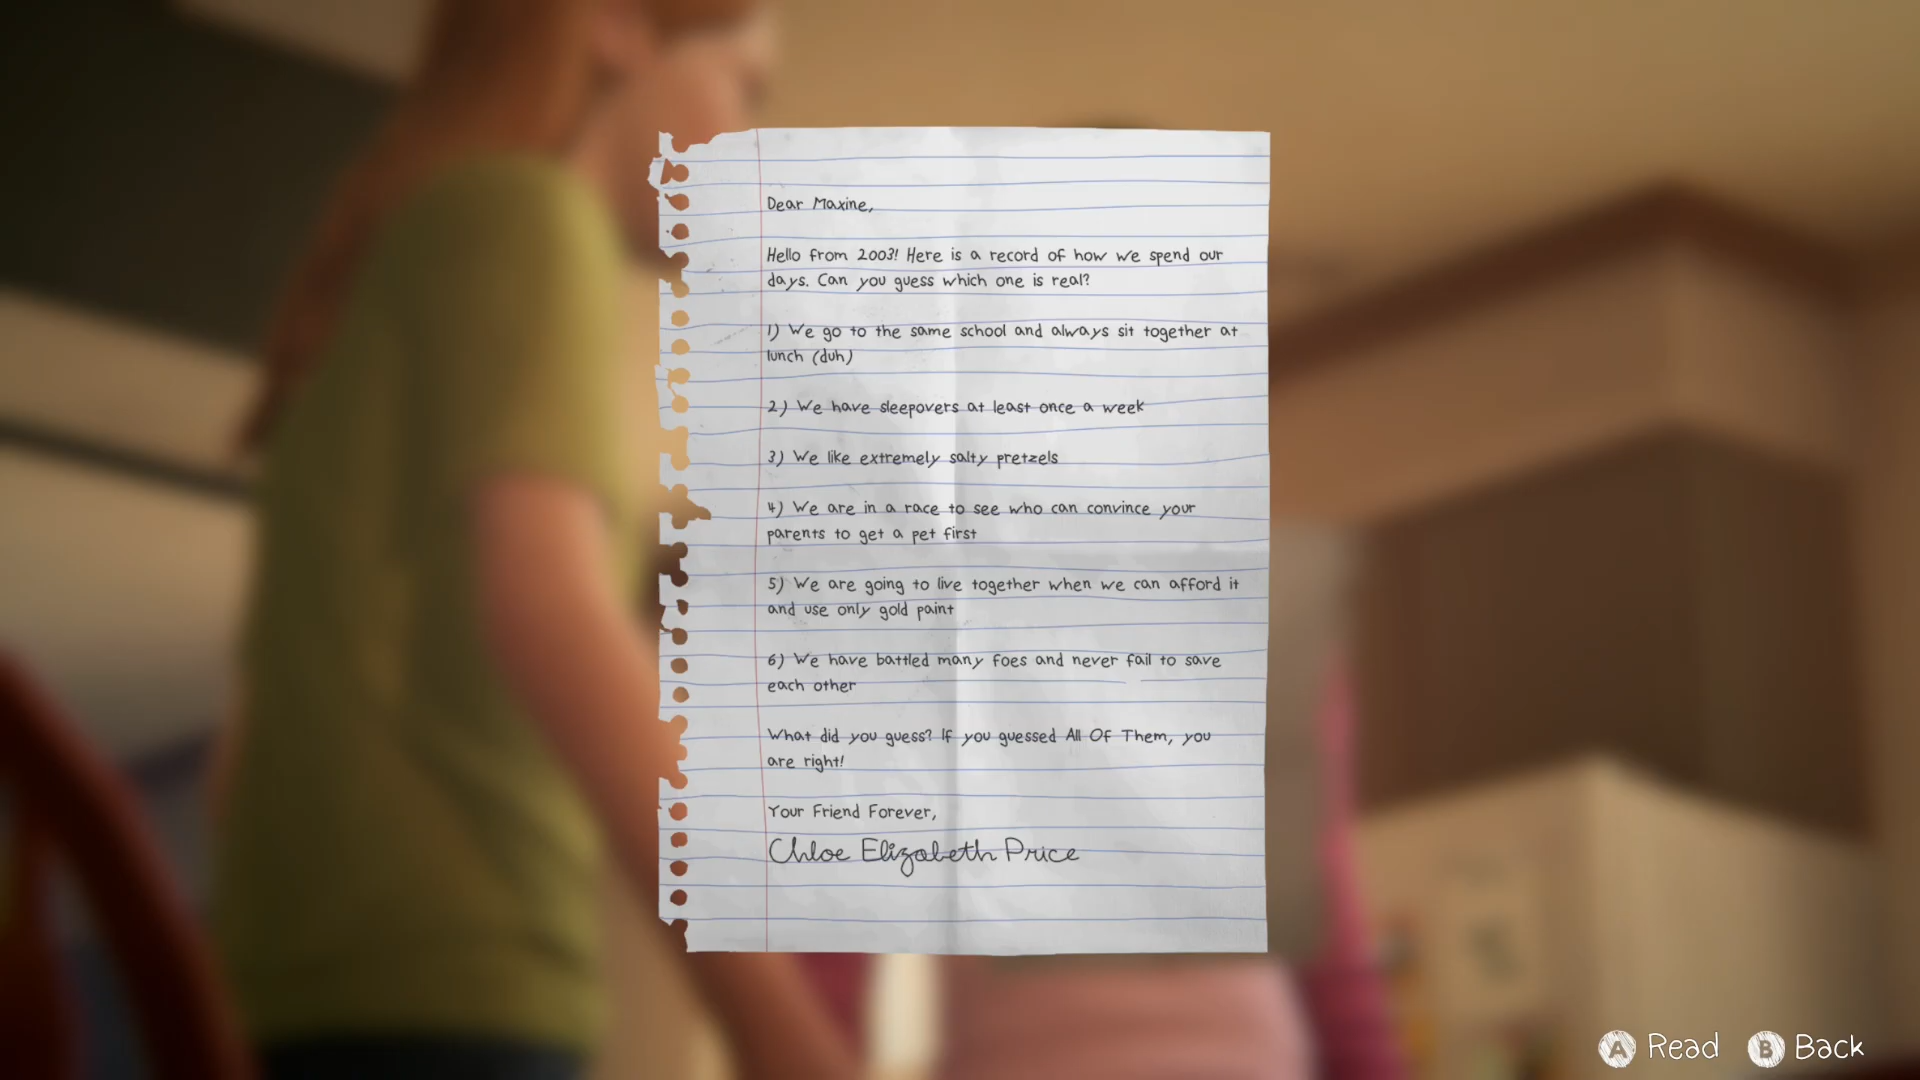 Dear Maxine,
Hello from 2003! Here is a record of how we spend our
days. Can you guess which one is real?
1) We go to the same school and always sit together at
lunch (duh)
2) We have sleepovers at least once a week
3) We like extremely salty pretzels
4) We are in a race to see who can convince your
parents to get a pet first
5) We are going to live together when we can afford it
and use only gold paint
6) We have battled many foes and never fail to save
each other
What did you guess? If you guessed All Of Them, you
are right!
Your Friend Forever,
Chloe Elizabeth Price
A Read B Back